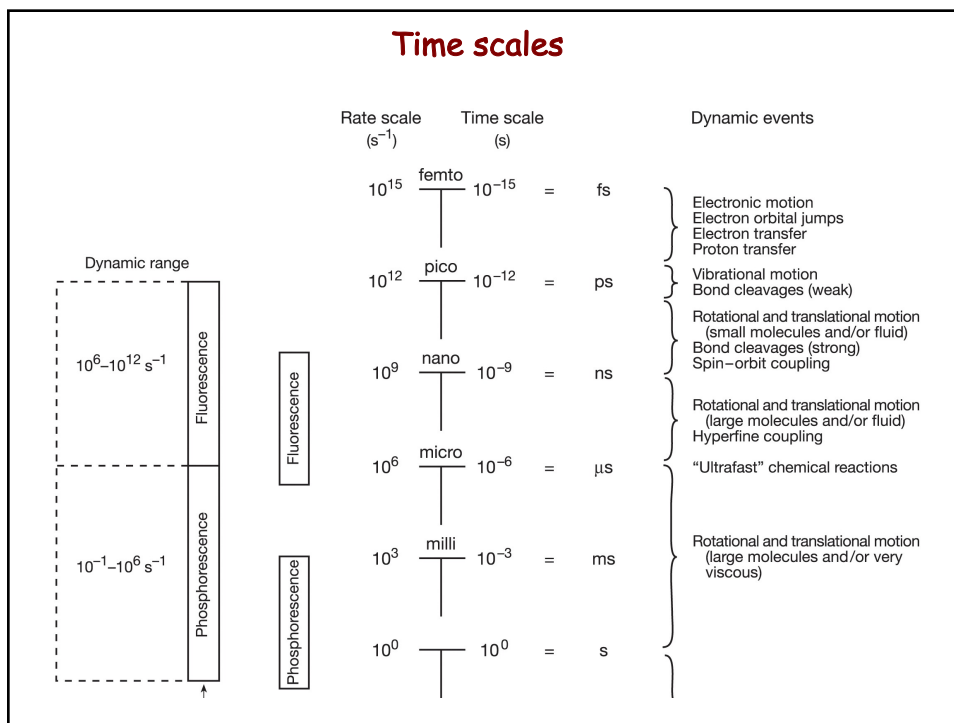 Time scales
Rate scale Time scale Dynamic events
(s⁻¹) (s)
femto
10¹⁵ 10⁻¹⁵ = fs
Electronic motion
Electron orbital jumps
Electron transfer
Proton transfer
Dynamic range
pico
10¹² 10⁻¹² = ps
Vibrational motion
Bond cleavages (weak)
Rotational and translational motion
(small molecules and/or fluid)
Bond cleavages (strong)
Spin–orbit coupling
10⁶–10¹² s⁻¹
Fluorescence
Fluorescence
nano
10⁹ 10⁻⁹ = ns
Rotational and translational motion
(large molecules and/or fluid)
Hyperfine coupling
micro
10⁶ 10⁻⁶ = μs
“Ultrafast” chemical reactions
10⁻¹–10⁶ s⁻¹
Phosphorescence
Phosphorescence
milli
10³ 10⁻³ = ms
Rotational and translational motion
(large molecules and/or very
viscous)
10⁰ 10⁰ = s